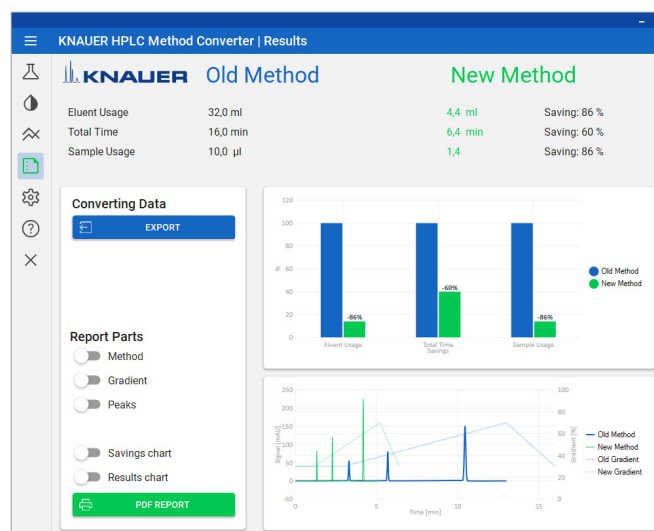 KNAUER HPLC Method Converter | Results
KNAUER Old Method New Method
Eluent Usage 32,0 ml 4,4 ml Saving: 86 %
Total Time 16,0 min 6,4 min Saving: 60 %
Sample Usage 10,0 µl 1,4 Saving: 86 %
Converting Data
EXPORT
Report Parts
Method
Gradient
Peaks
Savings chart
Results chart
PDF REPORT
120
100
80
60
40
20
0
%
-86%
-60%
-86%
Eluent Usage
Total Time
Savings
Sample Usage
Old Method
New Method
250
200
150
100
50
0
-50
Signal [mAU]
0 5 10 15
Time [min]
100
80
60
40
20
0
Gradient [%]
Old Method
New Method
Old Gradient
New Gradient